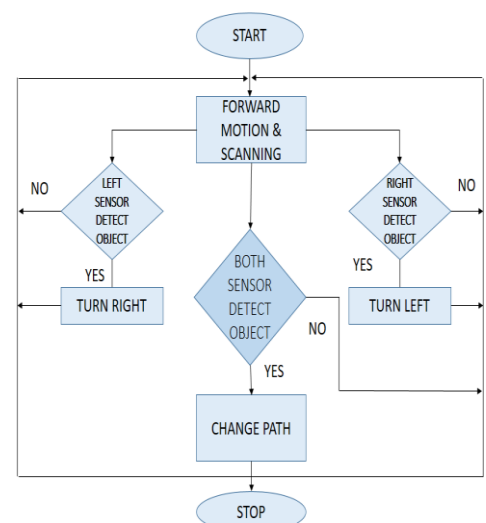 START
FORWARD
MOTION &
SCANNING
LEFT
SENSOR
DETECT
OBJECT
NO
YES
TURN RIGHT
BOTH
SENSOR
DETECT
OBJECT
NO
YES
RIGHT
SENSOR
DETECT
OBJECT
NO
YES
TURN LEFT
CHANGE PATH
STOP